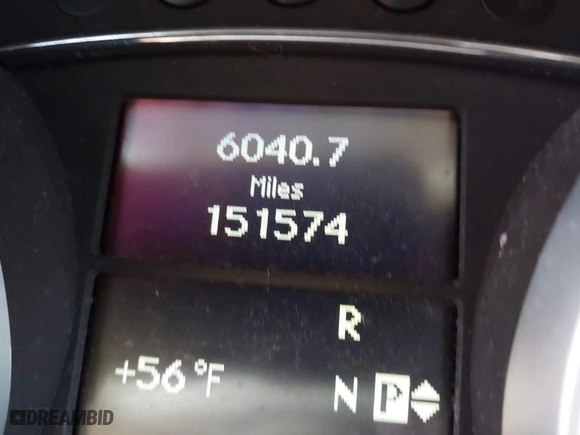 6040.7
Miles
151574
R
+56°F
N P
DREAMBID